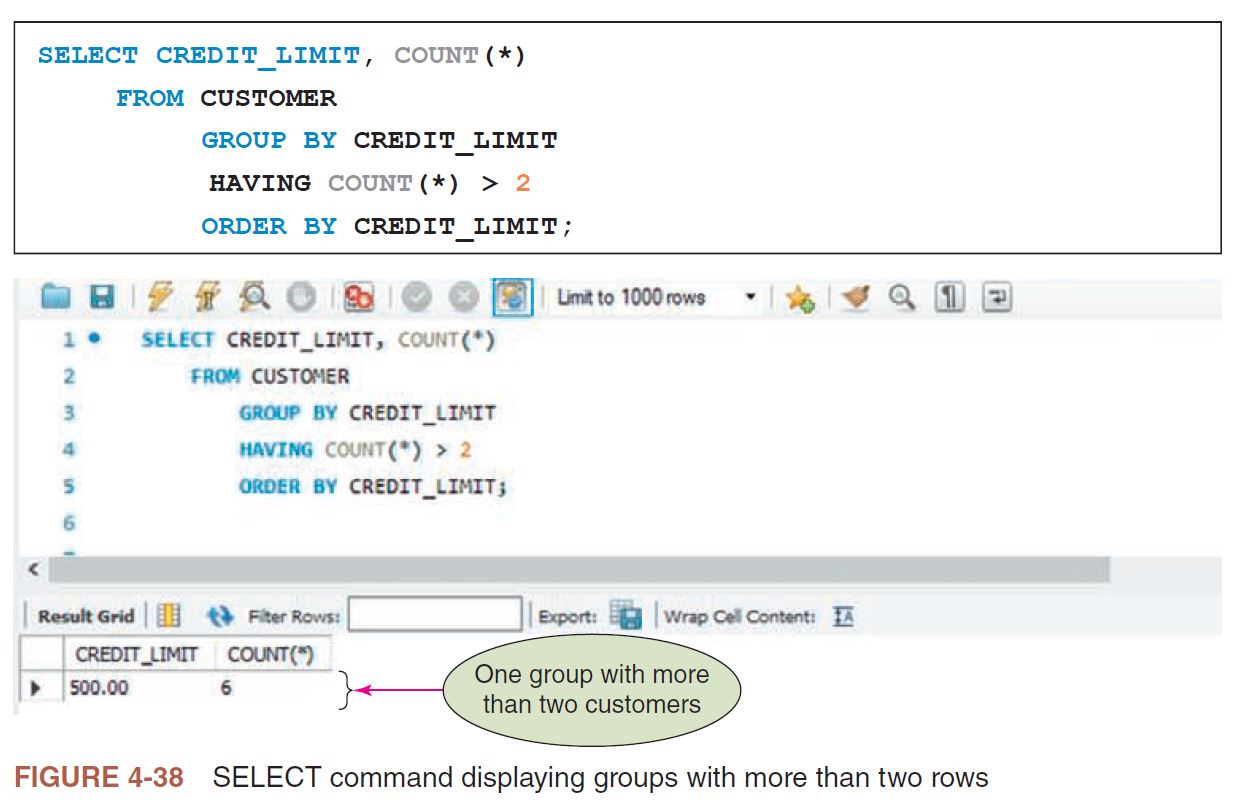 SELECT CREDIT_LIMIT, COUNT(*)
FROM CUSTOMER
GROUP BY CREDIT_LIMIT
HAVING COUNT(*) > 2
ORDER BY CREDIT_LIMIT;
Limit to 1000 rows
1 SELECT CREDIT_LIMIT, COUNT(*)
2 FROM CUSTOMER
3 GROUP BY CREDIT_LIMIT
4 HAVING COUNT(*) > 2
5 ORDER BY CREDIT_LIMIT;
6
Result Grid Filter Rows: Export: Wrap Cell Content:
CREDIT_LIMIT COUNT(*)
500.00 6
One group with more
than two customers
FIGURE 4-38 SELECT command displaying groups with more than two rows